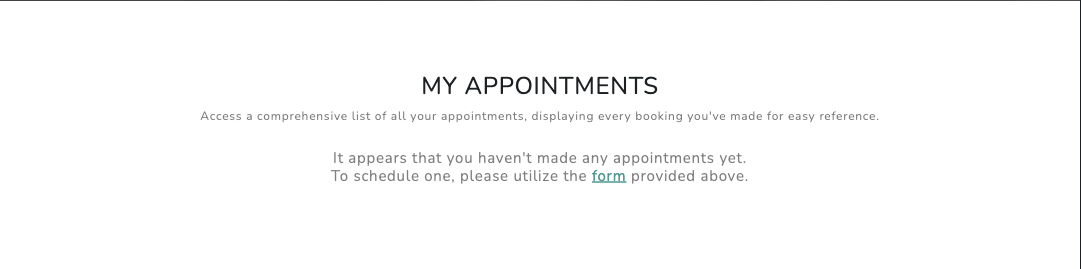 MY APPOINTMENTS
Access a comprehensive list of all your appointments, displaying every booking you've made for easy reference.
It appears that you haven't made any appointments yet.
To schedule one, please utilize the form provided above.